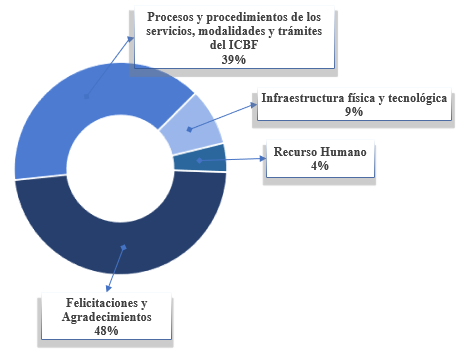 Procesos y procedimientos de los
servicios, modalidades y trámites
del ICBF
39%
Infraestructura física y tecnológica
9%
Recurso Humano
4%
Felicitaciones y
Agradecimientos
48%